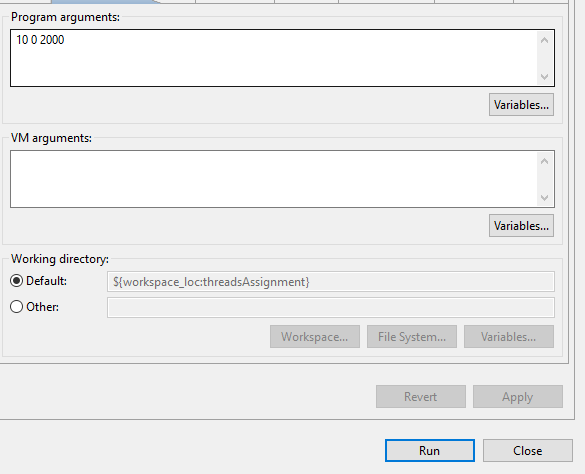 Program arguments:
10 0 2000
Variables...
VM arguments:
Variables...
Working directory:
Default:
${workspace_loc:threadsAssignment}
Other:
Workspace...
File System...
Variables...
Revert
Apply
Run
Close